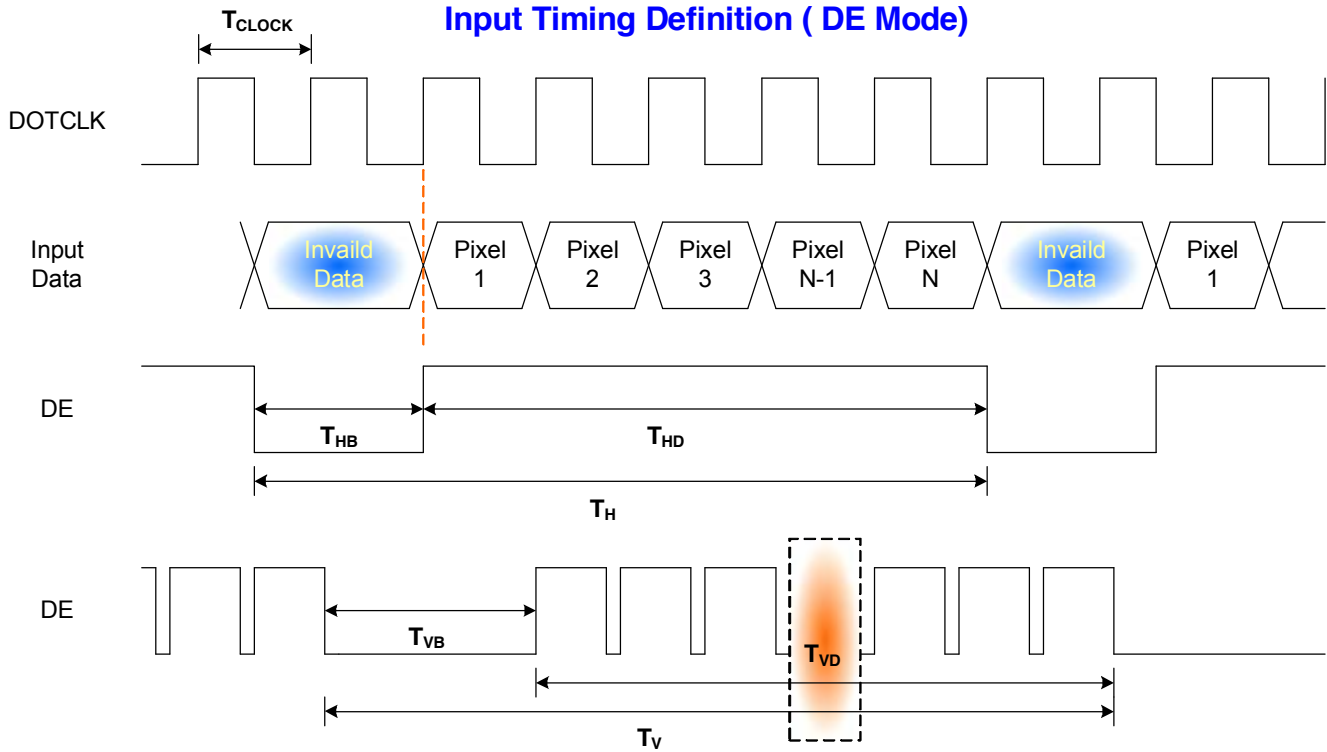 Input Timing Definition ( DE Mode)
TCLOCK
DOTCLK
Input
Data
Invaild
Data
Pixel
1
Pixel
2
Pixel
3
Pixel
N-1
Pixel
N
Invaild
Data
Pixel
1
DE
THB
THD
TH
DE
TVB
TVD
TV